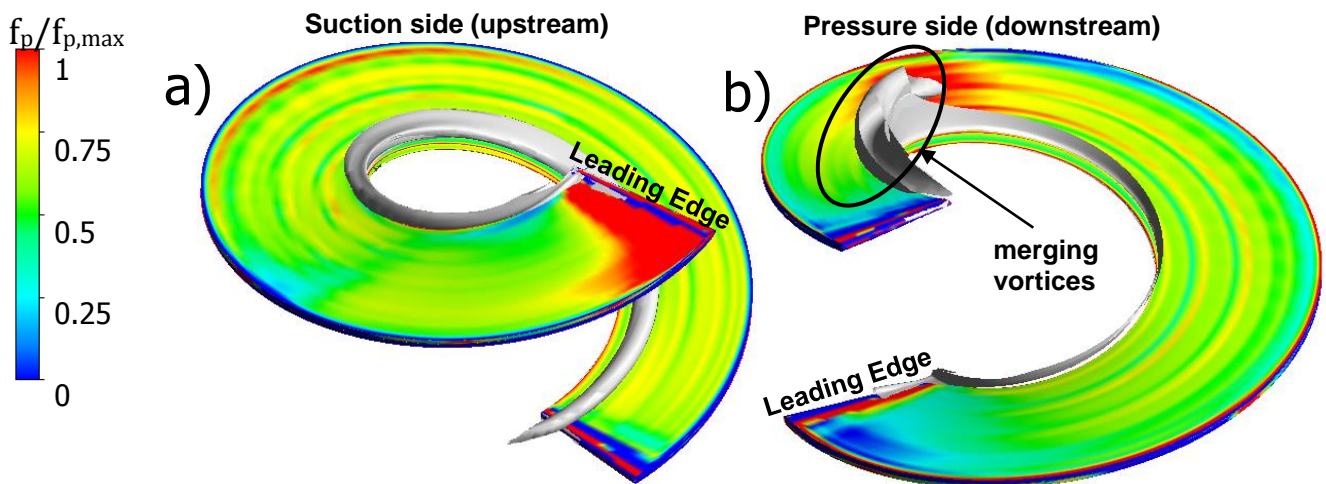 Suction side (upstream)
Pressure side (downstream)
fp/fp,max
1
0.75
0.5
0.25
0
a)
Leading Edge
b)
merging
vortices
Leading Edge